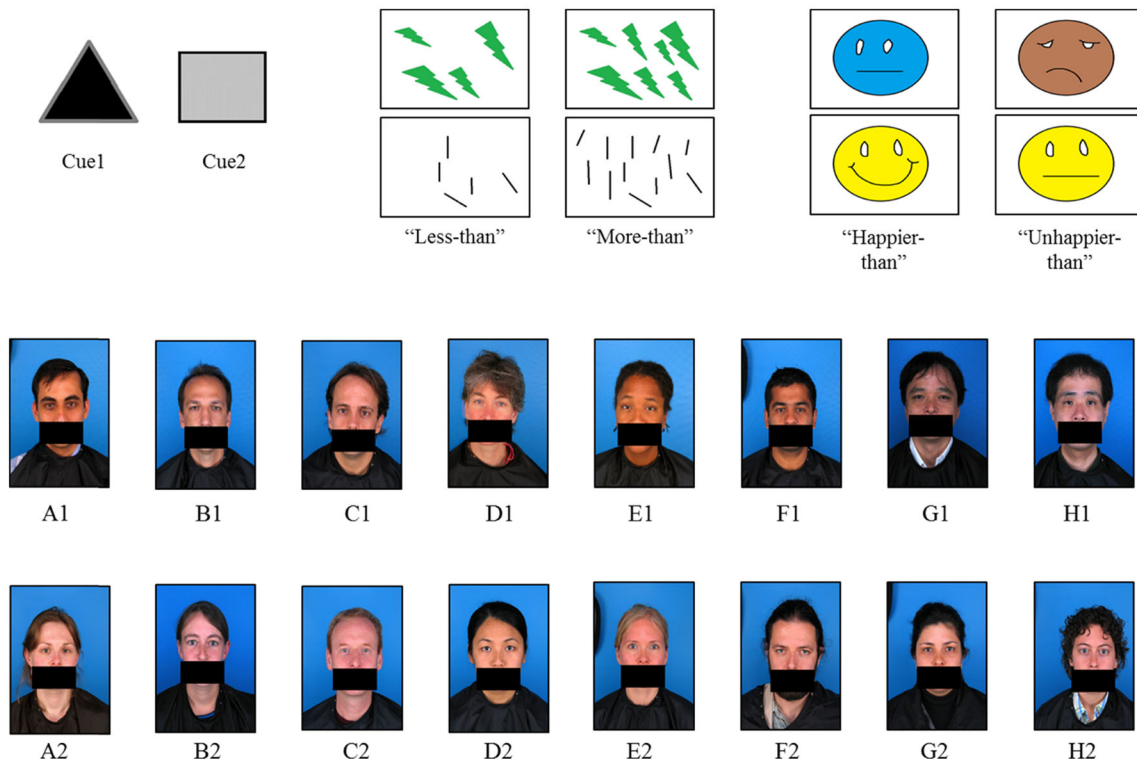 Cue1 Cue2
“Less-than” “More-than”
“Happier-
than”
“Unhappier-
than”
A1 B1 C1 D1 E1 F1 G1 H1
A2 B2 C2 D2 E2 F2 G2 H2